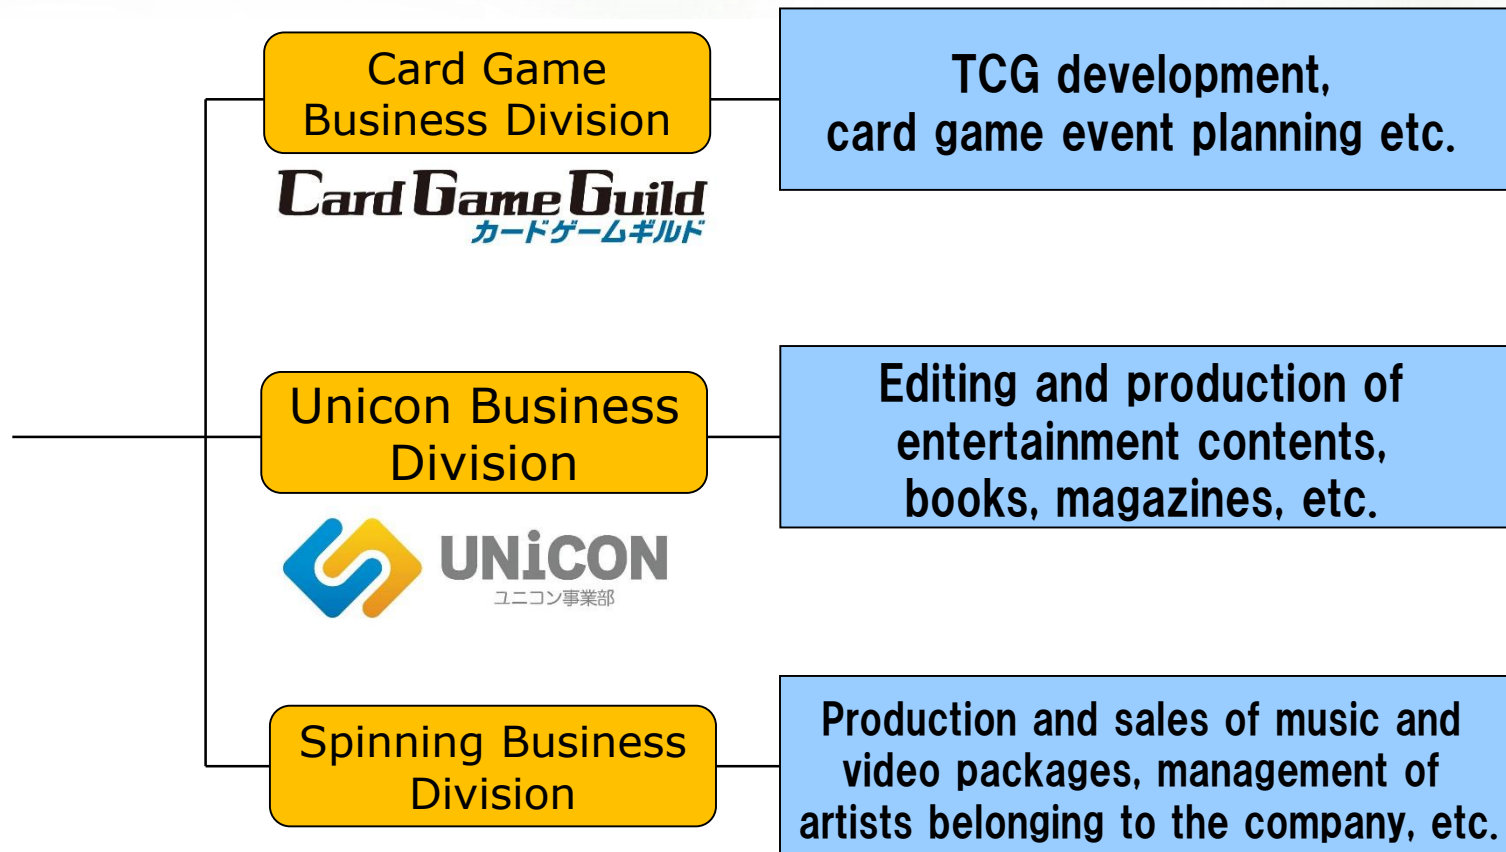 Card Game
Business Division
TCG development,
card game event planning etc.
Card Game Guild
カードゲームギルド
Unicon Business
Division
Editing and production of
entertainment contents,
books, magazines, etc.
UNiCON
ユニコン事業部
Spinning Business
Division
Production and sales of music and
video packages, management of
artists belonging to the company, etc.